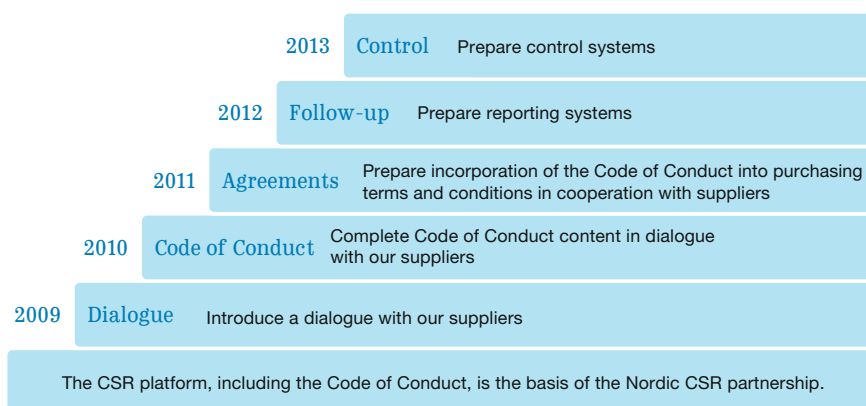 2013 Control Prepare control systems
2012 Follow-up Prepare reporting systems
2011 Agreements Prepare incorporation of the Code of Conduct into purchasing
terms and conditions in cooperation with suppliers
2010 Code of Conduct Complete Code of Conduct content in dialogue
with our suppliers
2009 Dialogue Introduce a dialogue with our suppliers
The CSR platform, including the Code of Conduct, is the basis of the Nordic CSR partnership.